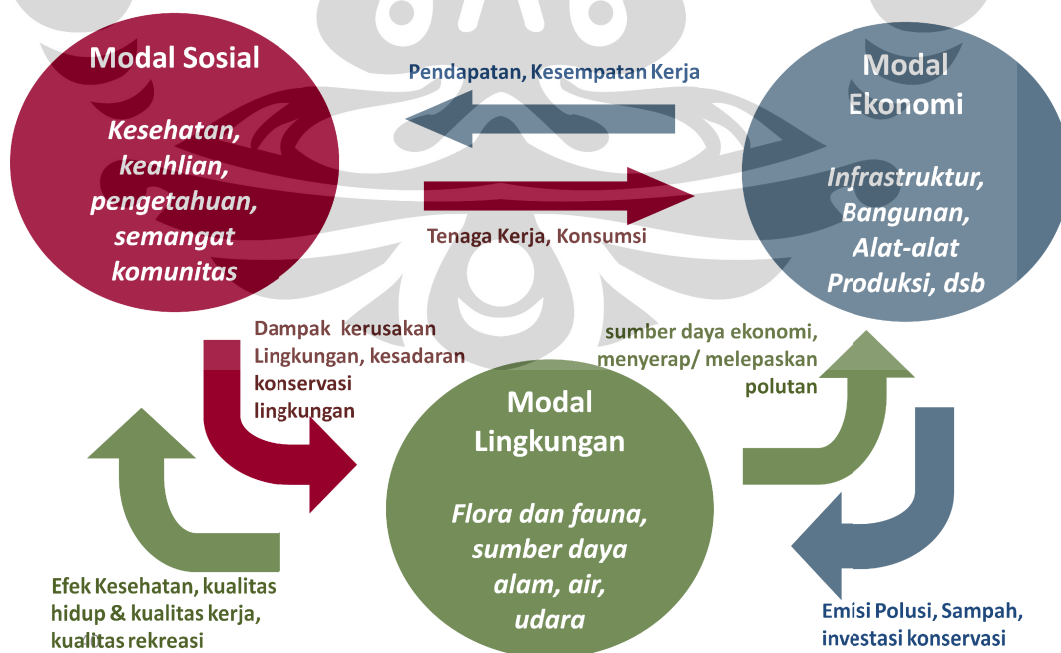 Modal Sosial
Kesehatan,
keahlian,
pengetahuan,
semangat
komunitas
Pendapatan, Kesempatan Kerja
Tenaga Kerja, Konsumsi
Modal
Ekonomi
Infrastruktur,
Bangunan,
Alat-alat
Produksi, dsb
Dampak kerusakan
Lingkungan, kesadaran
konservasi
lingkungan
sumber daya ekonomi,
menyerap/ melepaskan
polutan
Modal
Lingkungan
Flora dan fauna,
sumber daya
alam, air,
udara
Efek Kesehatan, kualitas
hidup & kualitas kerja,
kualitas rekreasi
Emisi Polusi, Sampah,
investasi konservasi